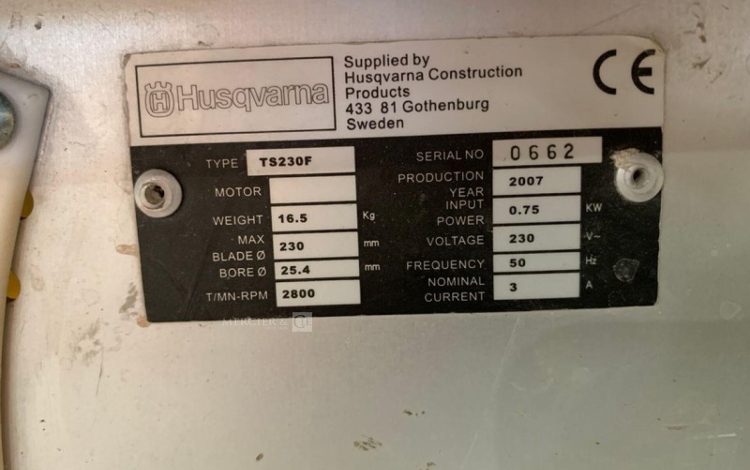 Husqvarna
Supplied by
Husqvarna Construction
Products
433 81 Gothenburg
Sweden
CE
TYPE TS230F
MOTOR
WEIGHT 16.5 Kg
MAX
BLADE Ø 230 mm
BORE Ø 25.4 mm
T/MN-RPM 2800
SERIAL NO 0662
PRODUCTION
YEAR 2007
INPUT
POWER 0.75 KW
VOLTAGE 230 V~
FREQUENCY 50 Hz
NOMINAL
CURRENT 3 A
MERCIER &